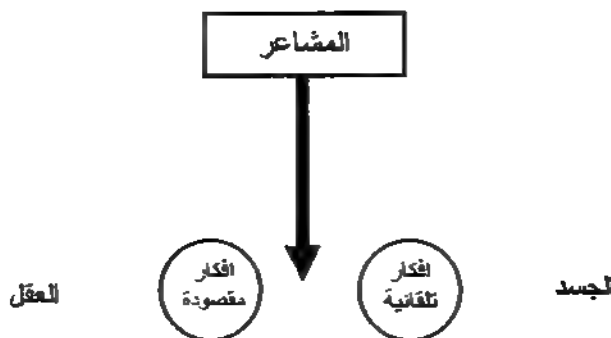 المشاعر
الجسد
افكار
تلقائية
افكار
مقصودة
العقل